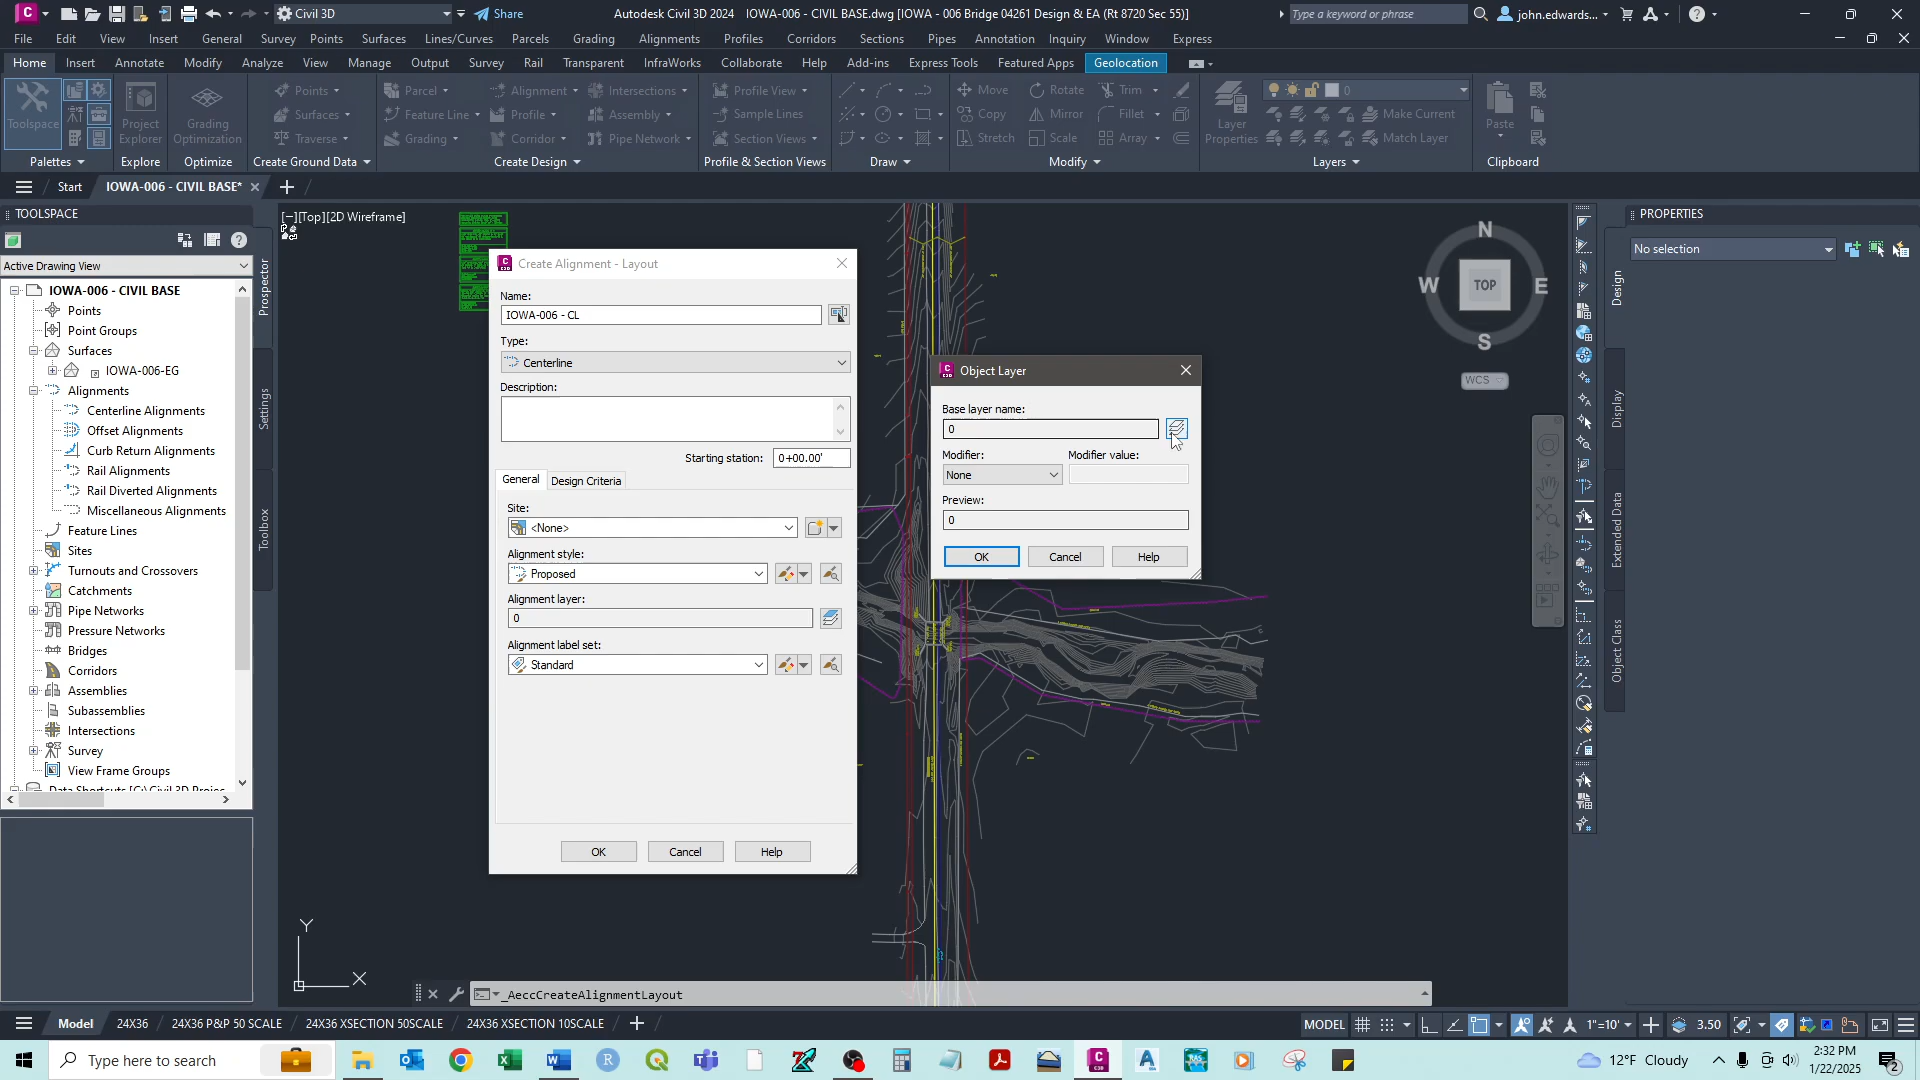 Civil 3D
Share
Autodesk Civil 3D 2024 IOWA-006 - CIVIL BASE.dwg [IOWA - 006 Bridge 04261 Design & EA (Rt 8720 Sec 55)]
Type a keyword or phrase
john.edwards...
File Edit View Insert General Survey Points Surfaces Lines/Curves Parcels Grading Alignments Profiles Corridors Sections Pipes Annotation Inquiry Window Express
Home Insert Annotate Modify Analyze View Manage Output Survey Rail Transparent InfraWorks Collaborate Help Add-ins Express Tools Featured Apps Geolocation
Points Parcel Alignment Intersections Profile View Move Rotate Trim 0
Surfaces Feature Line Profile Assembly Sample Lines Copy Mirror Fillet Make Current
Toolspace Project Explorer Grading Optimization Traverse Grading Corridor Pipe Network Section Views Stretch Scale Array Layer Properties Match Layer Paste
Palettes Explore Optimize Create Ground Data Create Design Profile & Section Views Draw Modify Layers Clipboard
Start IOWA-006 - CIVIL BASE*
TOOLSPACE
Active Drawing View
IOWA-006 - CIVIL BASE
Points
Point Groups
Surfaces
IOWA-006-EG
Alignments
Centerline Alignments
Offset Alignments
Curb Return Alignments
Rail Alignments
Rail Diverted Alignments
Miscellaneous Alignments
Feature Lines
Sites
Turnouts and Crossovers
Catchments
Pipe Networks
Pressure Networks
Bridges
Corridors
Assemblies
Subassemblies
Intersections
Survey
View Frame Groups
Data Shortcuts [C:\Civil 3D Projec
Prospector
Settings
Survey
Toolbox
[−][Top][2D Wireframe]
Create Alignment - Layout
Name:
IOWA-006 - CL
Type:
Centerline
Description:
Starting station: 0+00.00'
General Design Criteria
Site:
<None>
Alignment style:
Proposed
Alignment layer:
0
Alignment label set:
Standard
OK Cancel Help
Object Layer
Base layer name:
0
Modifier: Modifier value:
None
Preview:
0
OK Cancel Help
N
W TOP E
S
WCS
PROPERTIES
No selection
Design
Display
Extended Data
Object Class
Y
X
_AeccCreateAlignmentLayout
Model 24X36 24X36 P&P 50 SCALE 24X36 XSECTION 50SCALE 24X36 XSECTION 10SCALE
MODEL 1"=10' 3.50
Type here to search
12°F Cloudy
2:32 PM
1/22/2025
2